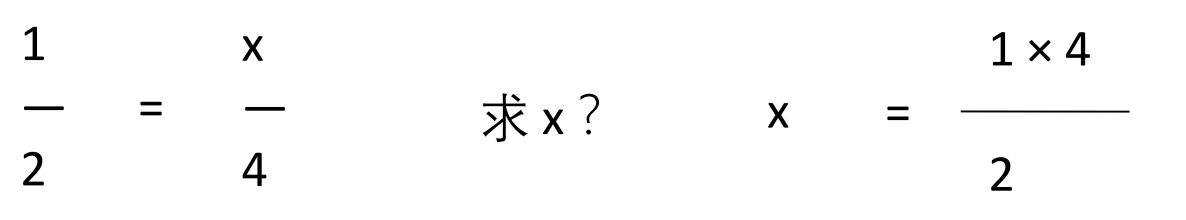 1
—
2
=
x
—
4
求 x？
x
=
1 × 4
2